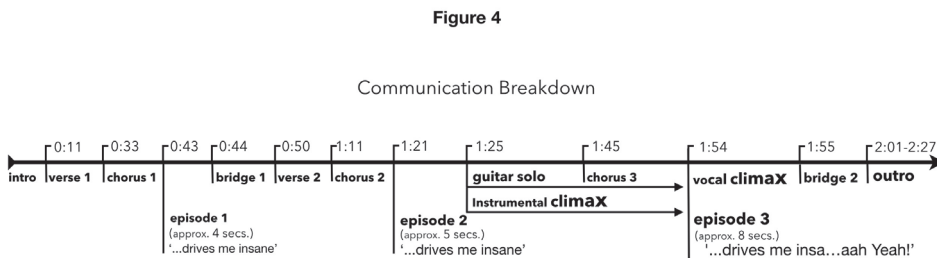 Figure 4
Communication Breakdown
0:11 0:33 0:43 0:44 0:50 1:11 1:21 1:25 1:45 1:54 1:55 2:01-2:27
intro verse 1 chorus 1 bridge 1 verse 2 chorus 2 guitar solo chorus 3 vocal climax bridge 2 outro
Instrumental climax
episode 1
(approx. 4 secs.)
'...drives me insane'
episode 2
(approx. 5 secs.)
'...drives me insane'
episode 3
(approx. 8 secs.)
'...drives me insa…aah Yeah!'